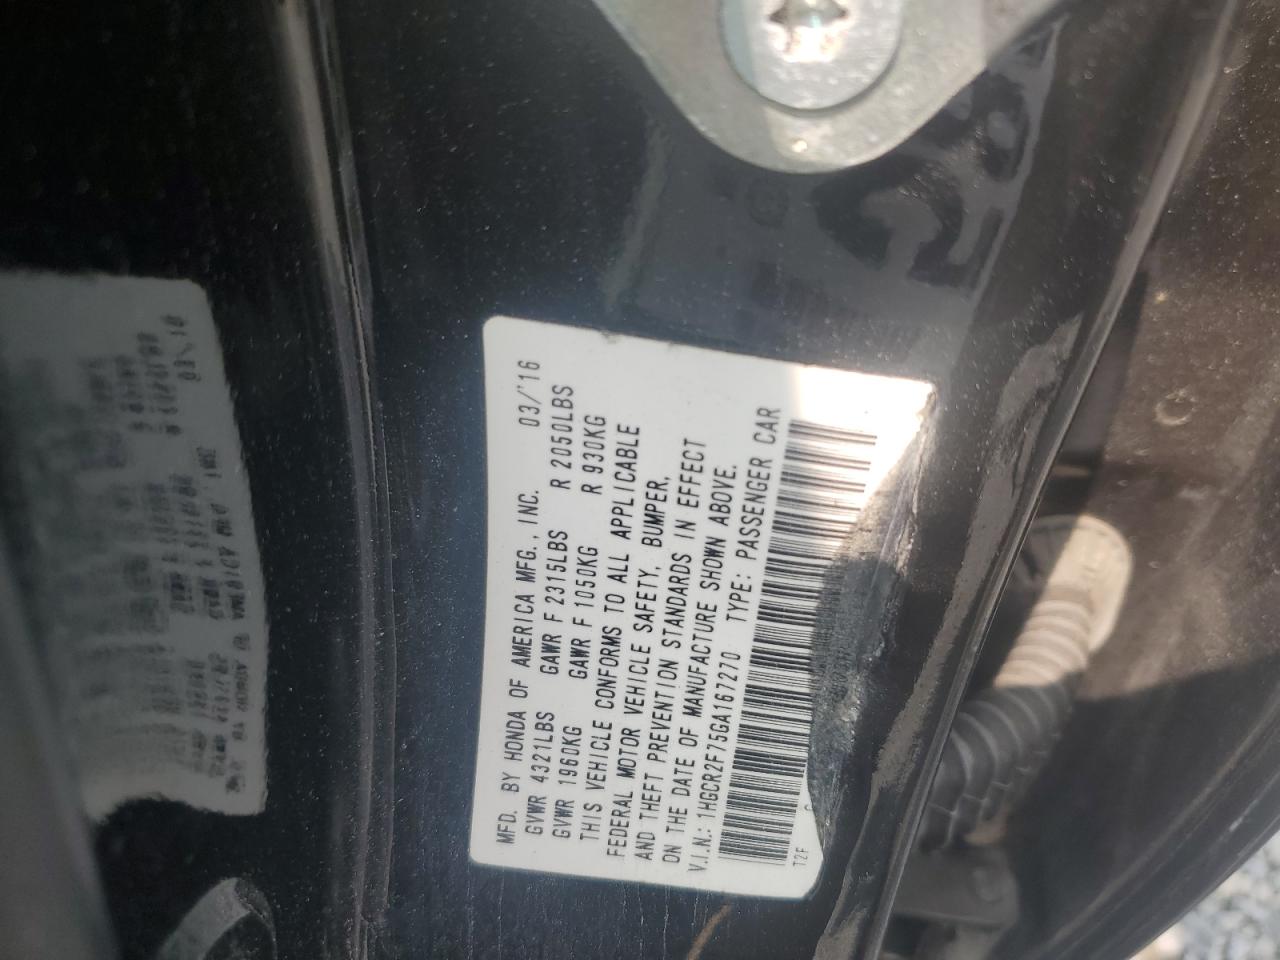 MFD. BY HONDA OF AMERICA MFG., INC. 03/'16
GVWR 4321LBS GAWR F 2315LBS R 2050LBS
GVWR 1960KG GAWR F 1050KG R 930KG
THIS VEHICLE CONFORMS TO ALL APPLICABLE
FEDERAL MOTOR VEHICLE SAFETY, BUMPER,
AND THEFT PREVENTION STANDARDS IN EFFECT
ON THE DATE OF MANUFACTURE SHOWN ABOVE.
V.I.N.: 1HGCR2F75GA167270 TYPE: PASSENGER CAR
T2F